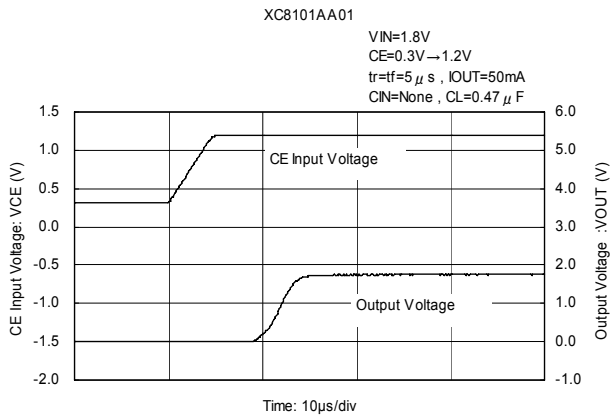 XC8101AA01
VIN=1.8V
CE=0.3V→1.2V
tr=tf=5μs , IOUT=50mA
CIN=None , CL=0.47μF
CE Input Voltage: VCE (V)
1.5
1.0
0.5
0.0
-0.5
-1.0
-1.5
-2.0
CE Input Voltage
Output Voltage
6.0
5.0
4.0
3.0
2.0
1.0
0.0
-1.0
Output Voltage :VOUT (V)
Time: 10μs/div